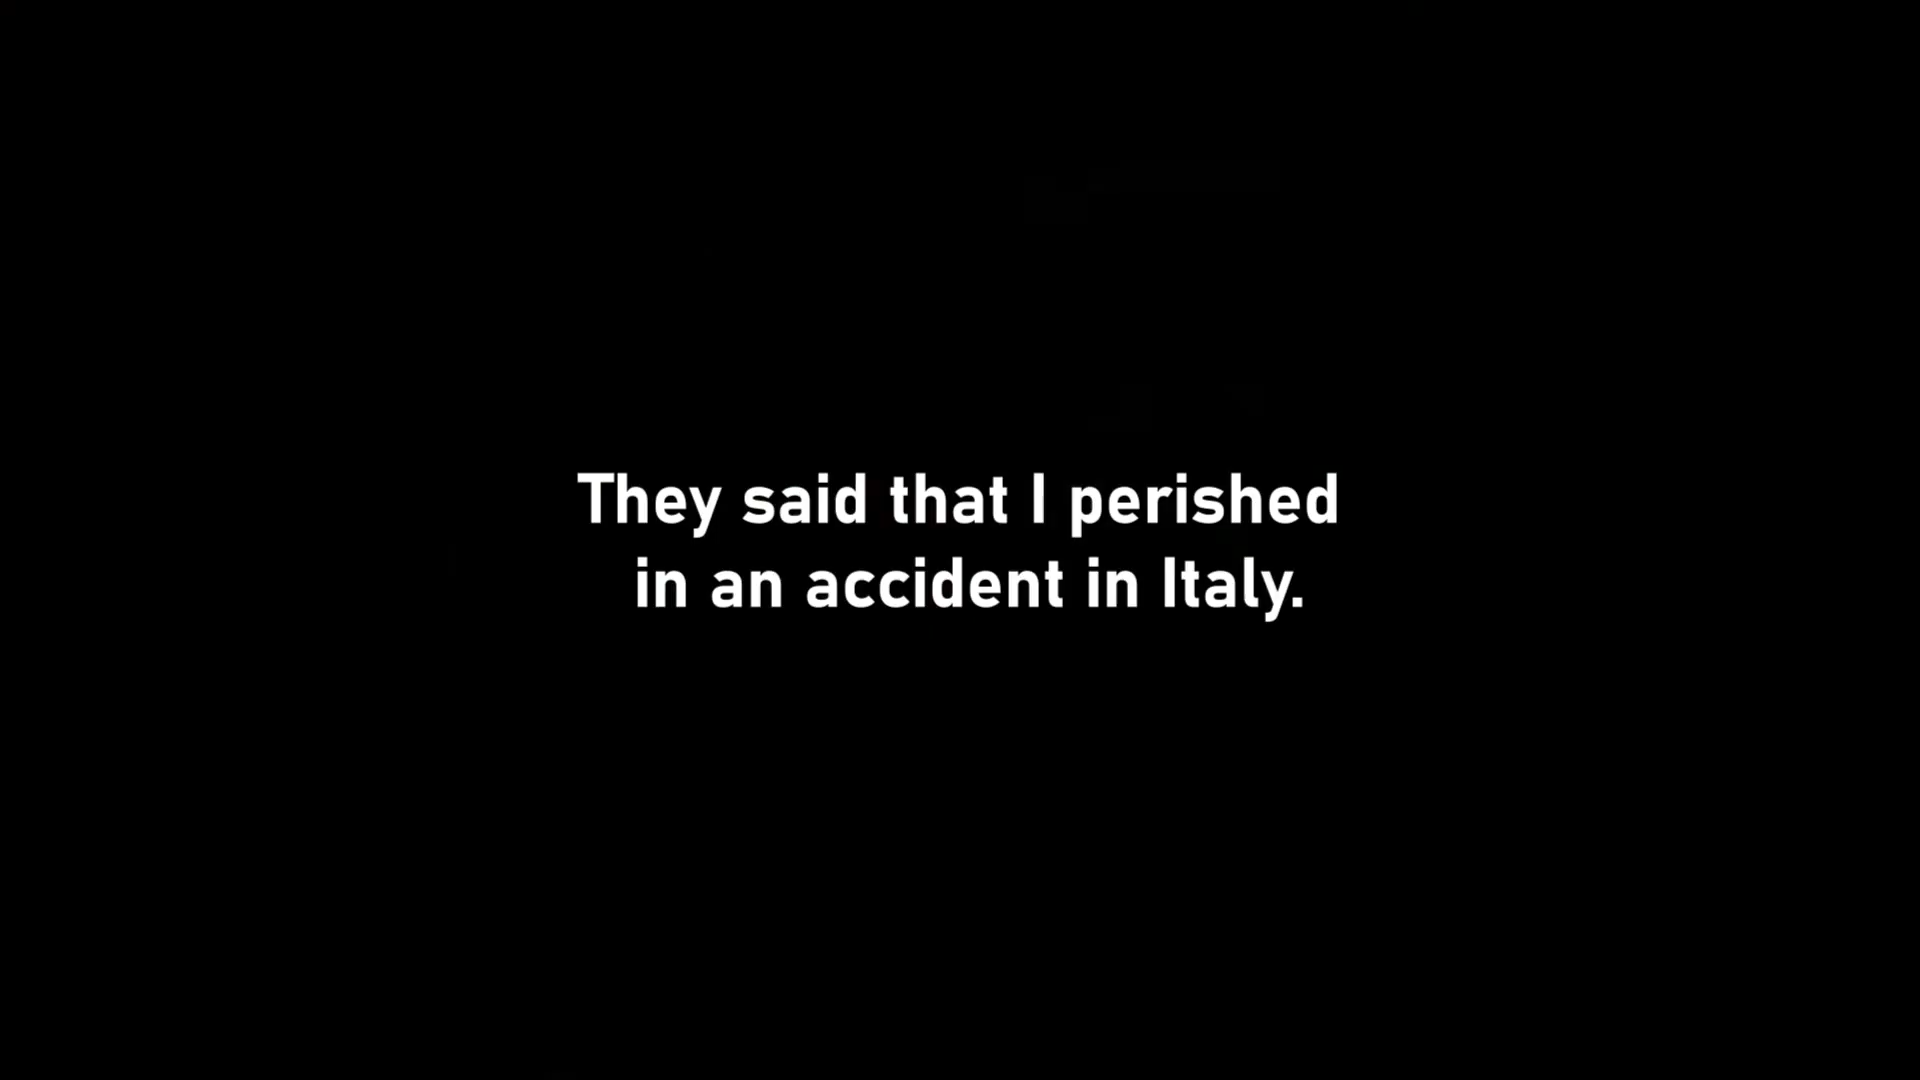 They said that I perished
in an accident in Italy.